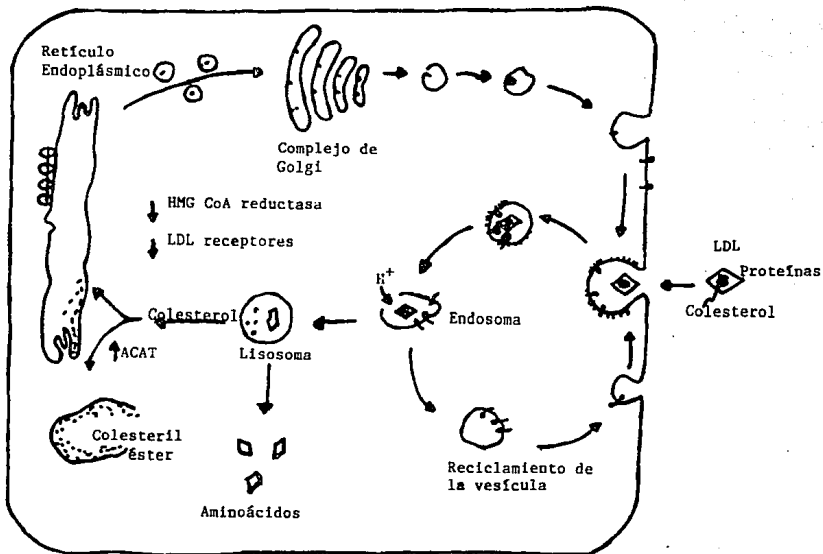 Retículo
Endoplásmico
Complejo de
Golgi
↓ HMG CoA reductasa
↓ LDL receptores
LDL
Proteínas
Colesterol
H+
Endosoma
Colesterol
Lisosoma
↑ACAT
Colesteril
éster
Aminoácidos
Reciclamiento de
la vesícula